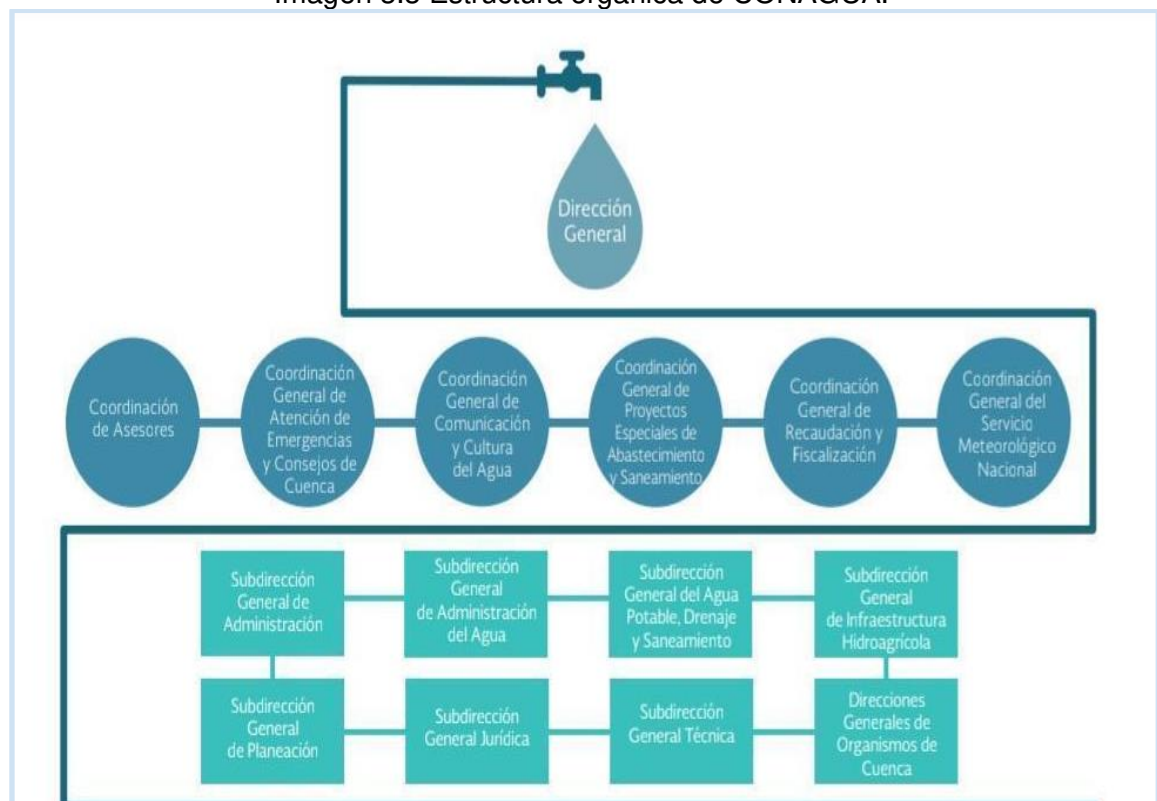 Dirección
General
Coordinación
de Asesores
Coordinación
General de
Atención de
Emergencias
y Consejos de
Cuenca
Coordinación
General de
Comunicación
y Cultura
del Agua
Coordinación
General de
Proyectos
Especiales de
Abastecimiento
y Saneamiento
Coordinación
General de
Recaudación y
Fiscalización
Coordinación
General del
Servicio
Meteorológico
Nacional
Subdirección
General de
Administración
Subdirección
General
de Administración
del Agua
Subdirección
General del Agua
Potable, Drenaje
y Saneamiento
Subdirección
General
de Infraestructura
Hidroagrícola
Subdirección
General
de Planeación
Subdirección
General Jurídica
Subdirección
General Técnica
Direcciones
Generales de
Organismos de
Cuenca